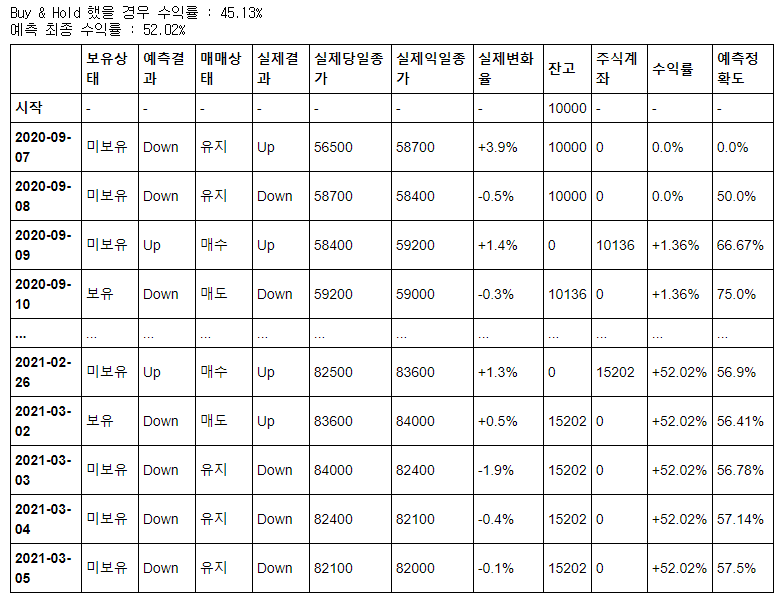 Buy & Hold 했을 경우 수익률 : 45.13%
예측 최종 수익률 : 52.02%
보유상태 예측결과 매매상태 실제결과 실제당일종가 실제익일종가 실제변화율 잔고 주식계좌 수익률 예측정확도
시작 - - - - - - - 10000 - - -
2020-09-07 미보유 Down 유지 Up 56500 58700 +3.9% 10000 0 0.0% 0.0%
2020-09-08 미보유 Down 유지 Down 58700 58400 -0.5% 10000 0 0.0% 50.0%
2020-09-09 미보유 Up 매수 Up 58400 59200 +1.4% 0 10136 +1.36% 66.67%
2020-09-10 보유 Down 매도 Down 59200 59000 -0.3% 10136 0 +1.36% 75.0%
... ... ... ... ... ... ... ... ... ... ... ...
2021-02-26 미보유 Up 매수 Up 82500 83600 +1.3% 0 15202 +52.02% 56.9%
2021-03-02 보유 Down 매도 Up 83600 84000 +0.5% 15202 0 +52.02% 56.41%
2021-03-03 미보유 Down 유지 Down 84000 82400 -1.9% 15202 0 +52.02% 56.78%
2021-03-04 미보유 Down 유지 Down 82400 82100 -0.4% 15202 0 +52.02% 57.14%
2021-03-05 미보유 Down 유지 Down 82100 82000 -0.1% 15202 0 +52.02% 57.5%